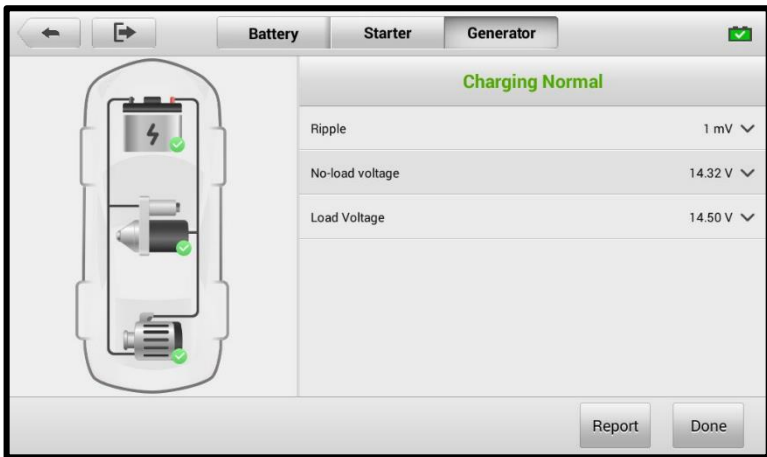 Battery Starter Generator
Charging Normal
Ripple 1 mV
No-load voltage 14.32 V
Load Voltage 14.50 V
Report Done